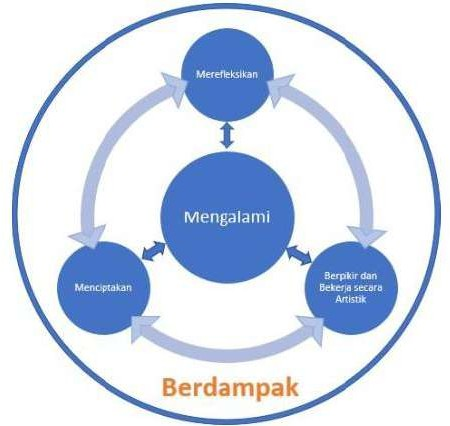 Merefleksikan
Mengalami
Menciptakan
Berpikir dan
Bekerja secara
Artistik
Berdampak